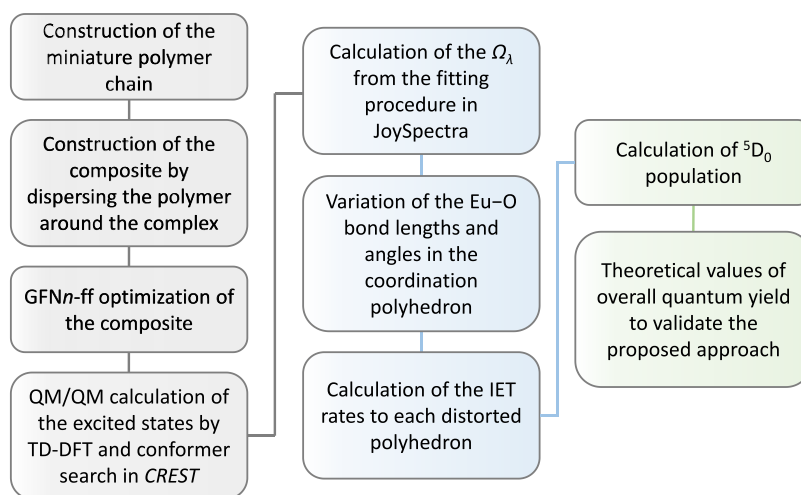 Construction of the
miniature polymer
chain
Construction of the
composite by
dispersing the polymer
around the complex
GFNn-ff optimization of
the composite
QM/QM calculation of
the excited states by
TD-DFT and conformer
search in CREST
Calculation of the Ωλ
from the fitting
procedure in
JoySpectra
Variation of the Eu−O
bond lengths and
angles in the
coordination
polyhedron
Calculation of the IET
rates to each distorted
polyhedron
Calculation of ⁵D₀
population
Theoretical values of
overall quantum yield
to validate the
proposed approach